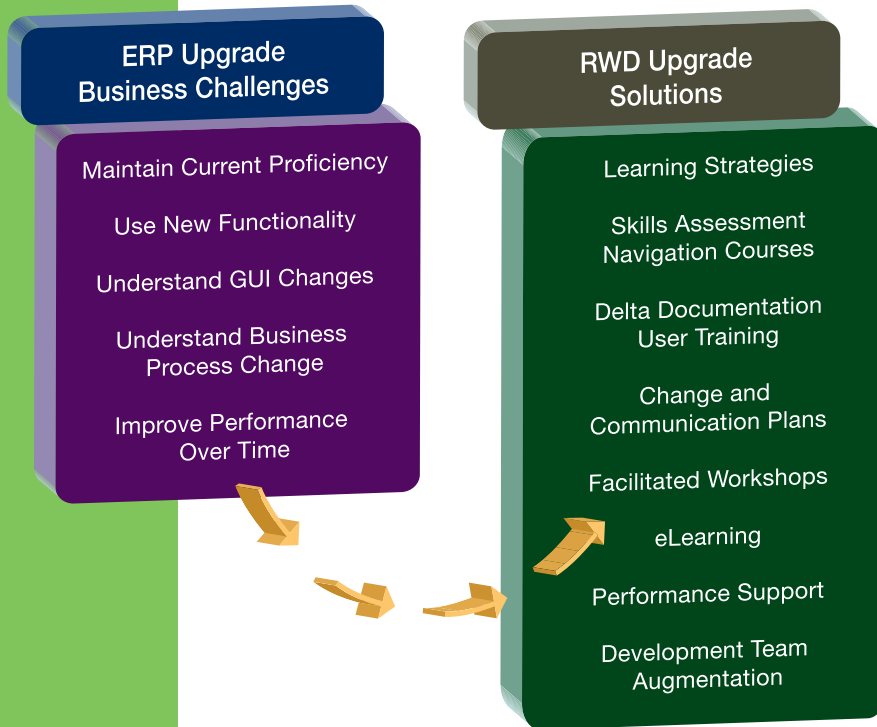 ERP Upgrade
Business Challenges
Maintain Current Proficiency
Use New Functionality
Understand GUI Changes
Understand Business
Process Change
Improve Performance
Over Time
RWD Upgrade
Solutions
Learning Strategies
Skills Assessment
Navigation Courses
Delta Documentation
User Training
Change and
Communication Plans
Facilitated Workshops
eLearning
Performance Support
Development Team
Augmentation